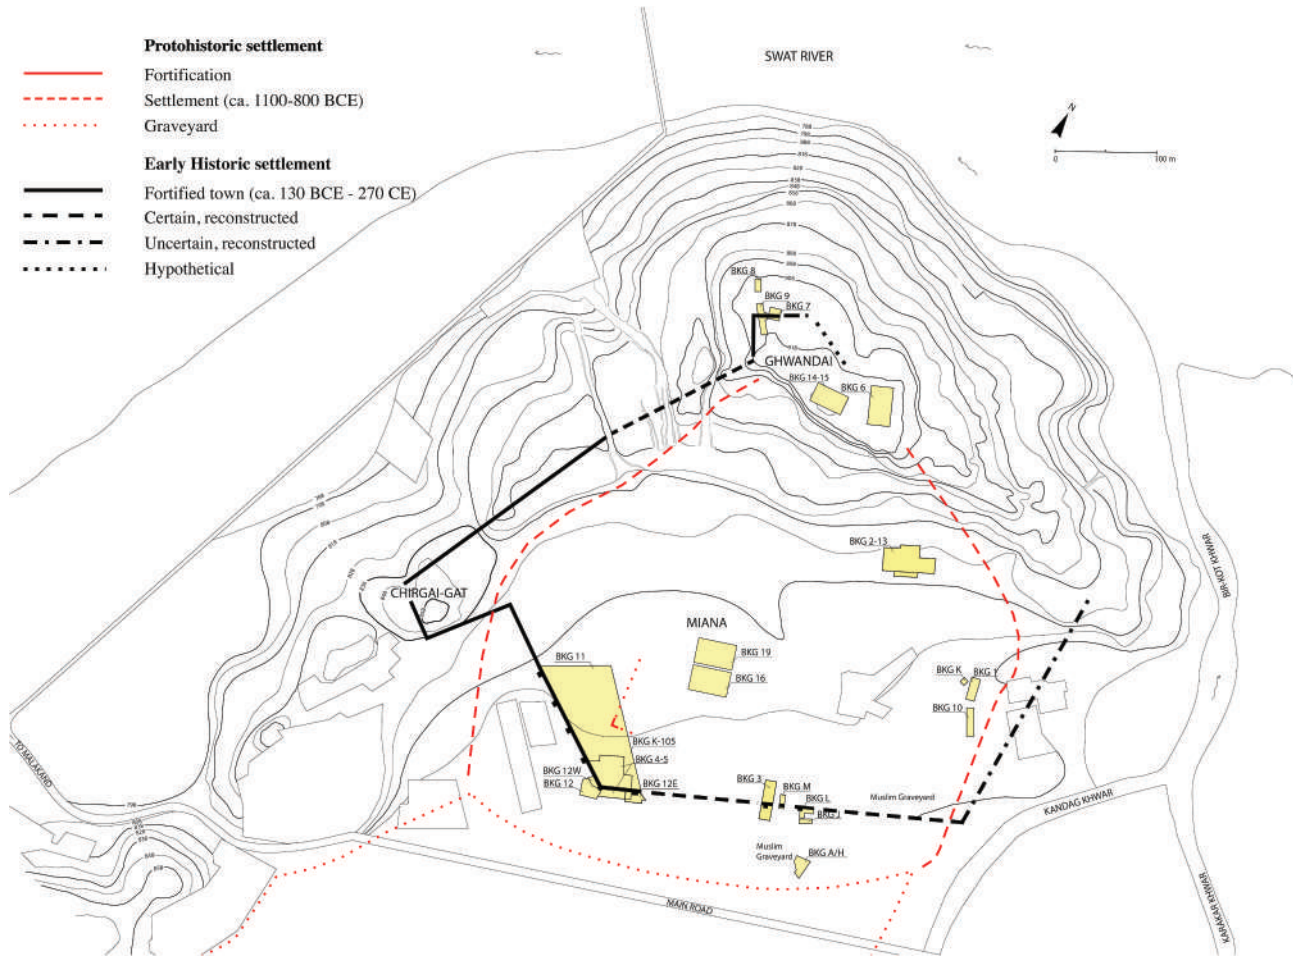 Protohistoric settlement
Fortification
Settlement (ca. 1100-800 BCE)
Graveyard
Early Historic settlement
Fortified town (ca. 130 BCE - 270 CE)
Certain, reconstructed
Uncertain, reconstructed
Hypothetical
SWAT RIVER
N
0 100 m
BKG 8
BKG 9
BKG 7
GHWANDAI
BKG 14-15
BKG 6
BKG 2-13
CHIRGAI-GAT
MIANA
BKG 11
BKG 19
BKG 16
BKG K
BKG 1
BKG 10
BKG K-105
BKG 4-5
BKG 12W
BKG 12
BKG 12E
BKG 3
BKG M
BKG L
BKG J
Muslim Graveyard
Muslim
Graveyard
BKG A/H
TO MALAKAND
MAIN ROAD
BIR-KOT KHWAR
KANDAG KHWAR
KARAKAR KHWAR